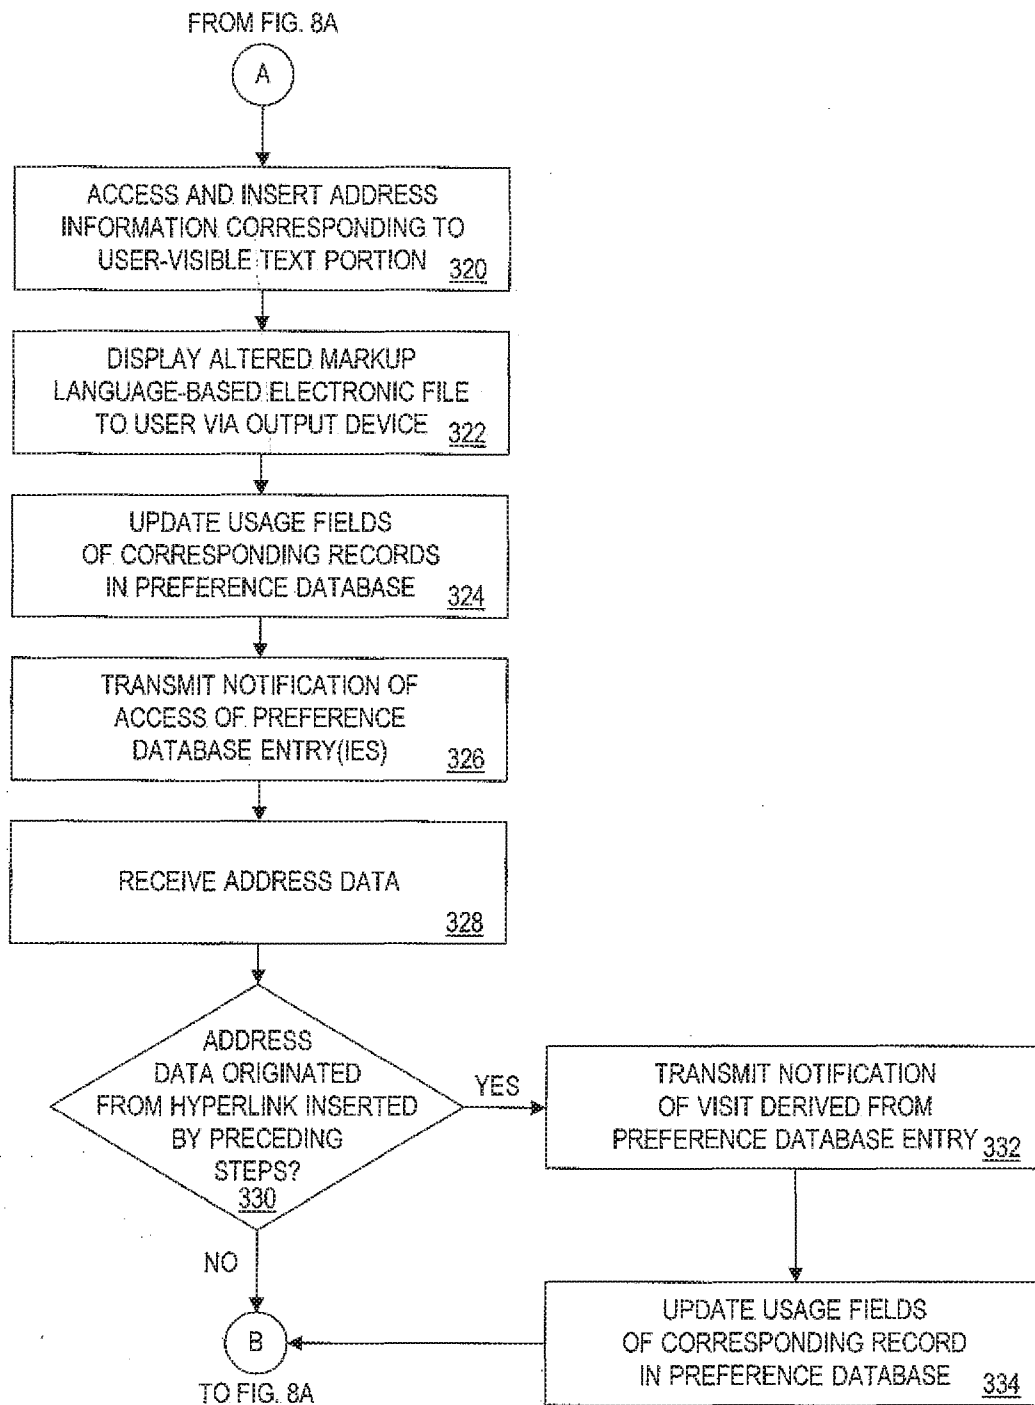 FROM FIG. 8A
A
ACCESS AND INSERT ADDRESS
INFORMATION CORRESPONDING TO
USER-VISIBLE TEXT PORTION
320
DISPLAY ALTERED MARKUP
LANGUAGE-BASED ELECTRONIC FILE
TO USER VIA OUTPUT DEVICE
322
UPDATE USAGE FIELDS
OF CORRESPONDING RECORDS
IN PREFERENCE DATABASE
324
TRANSMIT NOTIFICATION OF
ACCESS OF PREFERENCE
DATABASE ENTRY(IES)
326
RECEIVE ADDRESS DATA
328
ADDRESS
DATA ORIGINATED
FROM HYPERLINK INSERTED
BY PRECEDING
STEPS?
330
YES
TRANSMIT NOTIFICATION
OF VISIT DERIVED FROM
PREFERENCE DATABASE ENTRY
332
NO
UPDATE USAGE FIELDS
OF CORRESPONDING RECORD
IN PREFERENCE DATABASE
334
B
TO FIG. 8A